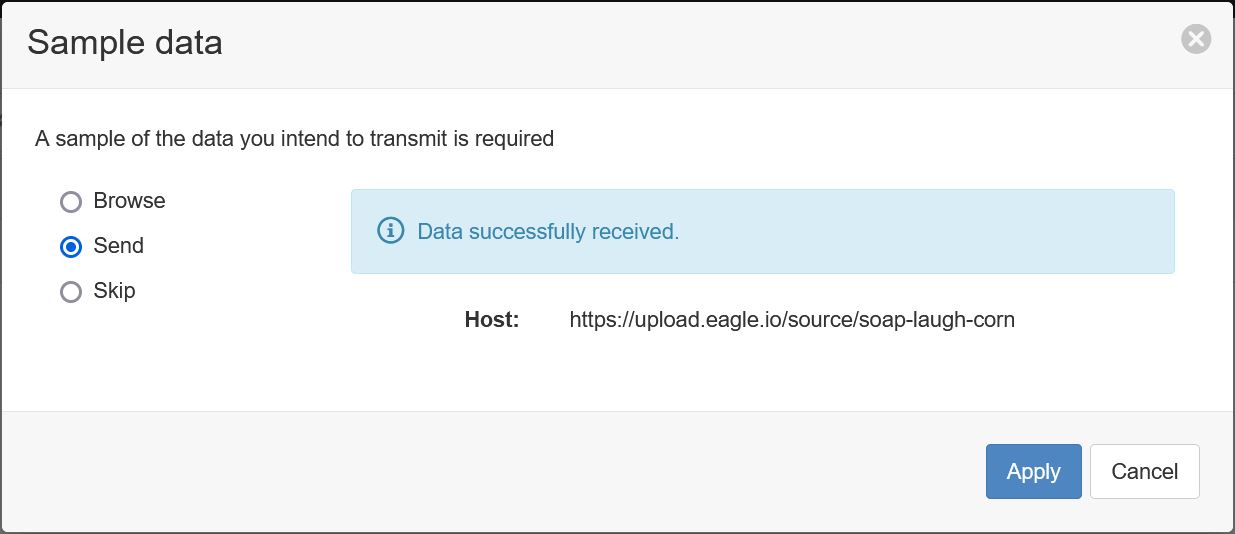 Sample data
A sample of the data you intend to transmit is required
Browse
Send
Skip
Data successfully received.
Host: https://upload.eagle.io/source/soap-laugh-corn
Apply Cancel